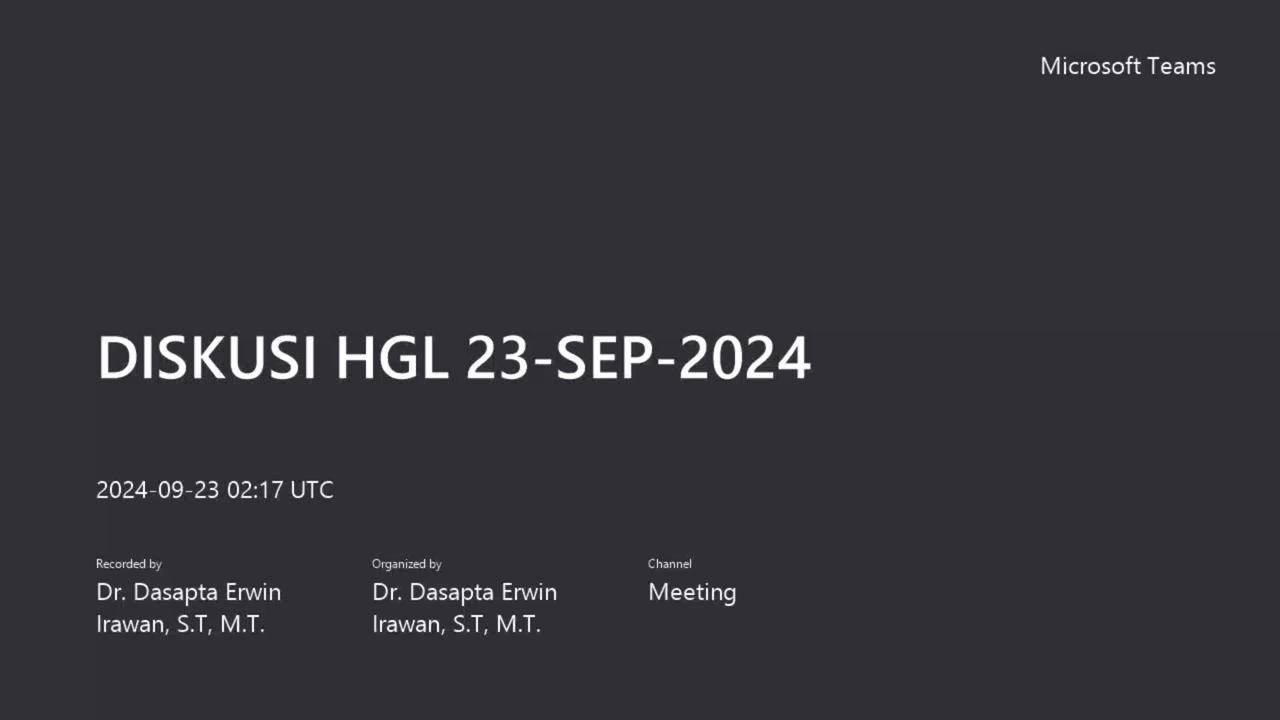 Microsoft Teams
DISKUSI HGL 23-SEP-2024
2024-09-23 02:17 UTC
Recorded by
Dr. Dasapta Erwin
Irawan, S.T, M.T.
Organized by
Dr. Dasapta Erwin
Irawan, S.T, M.T.
Channel
Meeting